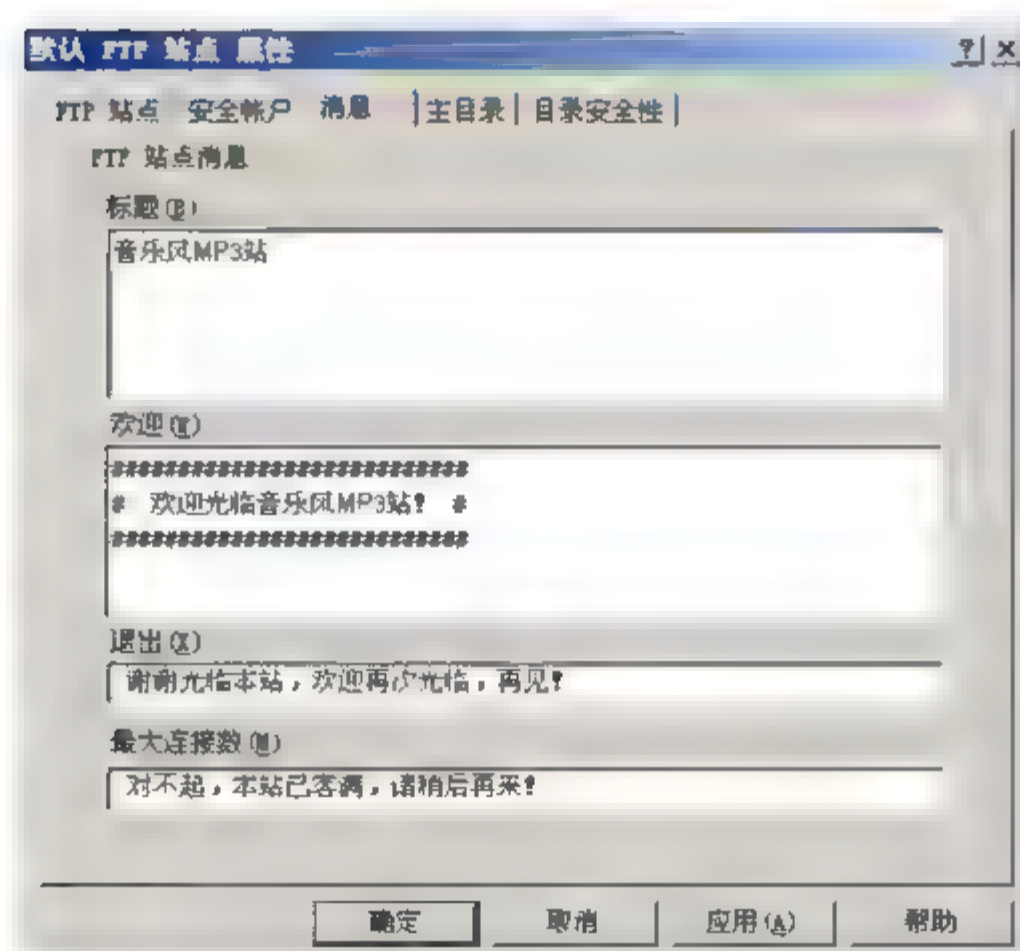 默认 FTP 站点 属性
FTP 站点 安全帐户 消息 主目录 目录安全性
FTP 站点消息
标题(B)
音乐风MP3站
欢迎(W)
###########################
# 欢迎光临音乐风MP3站! #
###########################
退出(X)
谢谢光临本站,欢迎再次光临,再见!
最大连接数(M)
对不起,本站已客满,请稍后再来!
确定 取消 应用(A) 帮助